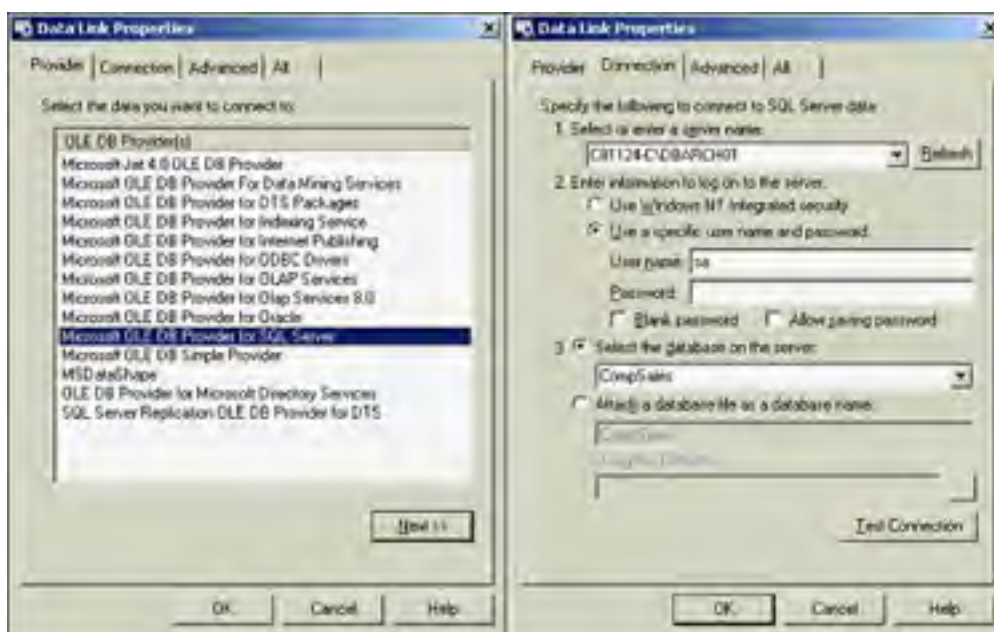 Data Link Properties
Provider Connection Advanced All
Select the data you want to connect to:
OLE DB Provider(s)
Microsoft Jet 4.0 OLE DB Provider
Microsoft OLE DB Provider For Data Mining Services
Microsoft OLE DB Provider for DTS Packages
Microsoft OLE DB Provider for Indexing Service
Microsoft OLE DB Provider for Internet Publishing
Microsoft OLE DB Provider for ODBC Drivers
Microsoft OLE DB Provider for OLAP Services
Microsoft OLE DB Provider for Olap Services 8.0
Microsoft OLE DB Provider for Oracle
Microsoft OLE DB Provider for SQL Server
Microsoft OLE DB Simple Provider
MSDataShape
OLE DB Provider for Microsoft Directory Services
SQL Server Replication OLE DB Provider for DTS
Next >>
OK Cancel Help
Data Link Properties
Provider Connection Advanced All
Specify the following to connect to SQL Server data:
1. Select or enter a server name:
Refresh
2. Enter information to log on to the server:
Use Windows NT Integrated security
Use a specific user name and password:
User name: sa
Password:
Blank password Allow saving password
3. Select the database on the server:
CompSales
Attach a database file as a database name:
CompSales
Test Connection
OK Cancel Help